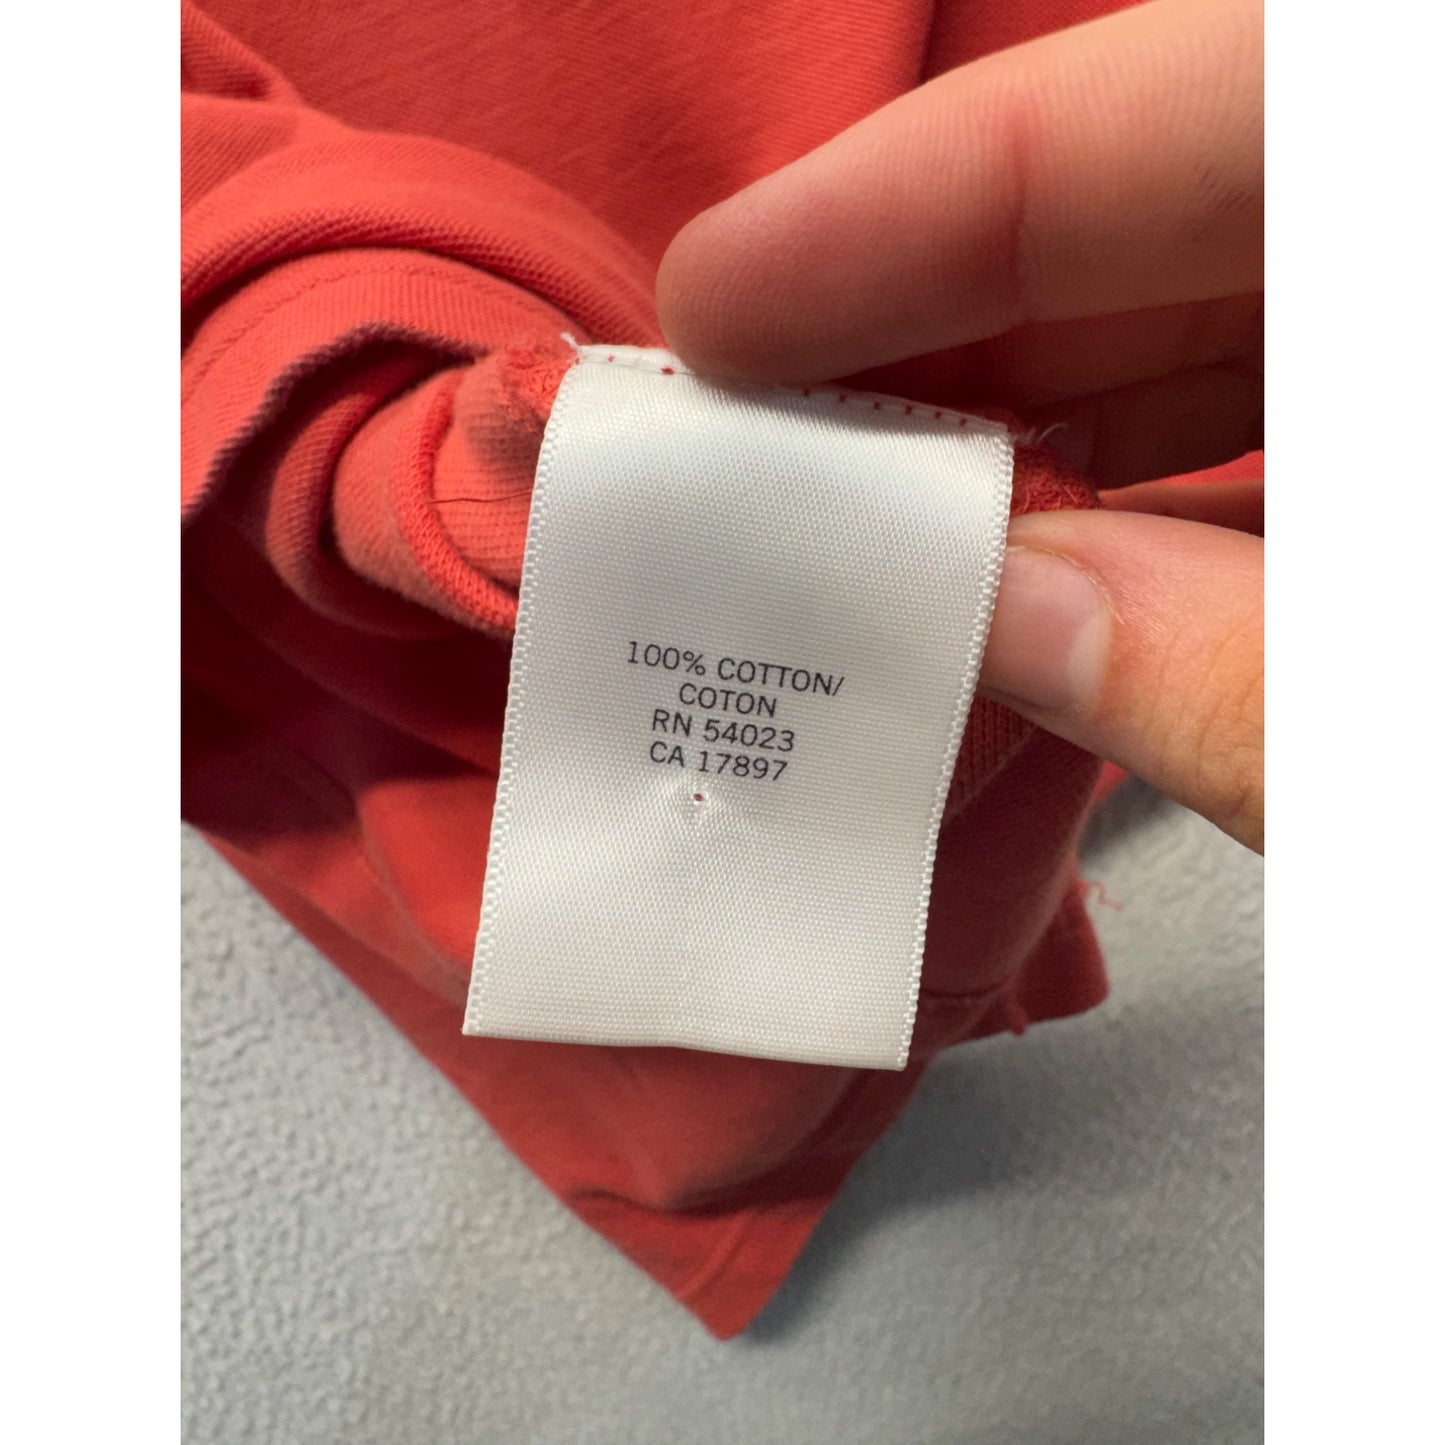 100% COTTON/
COTON
RN 54023
CA 17897